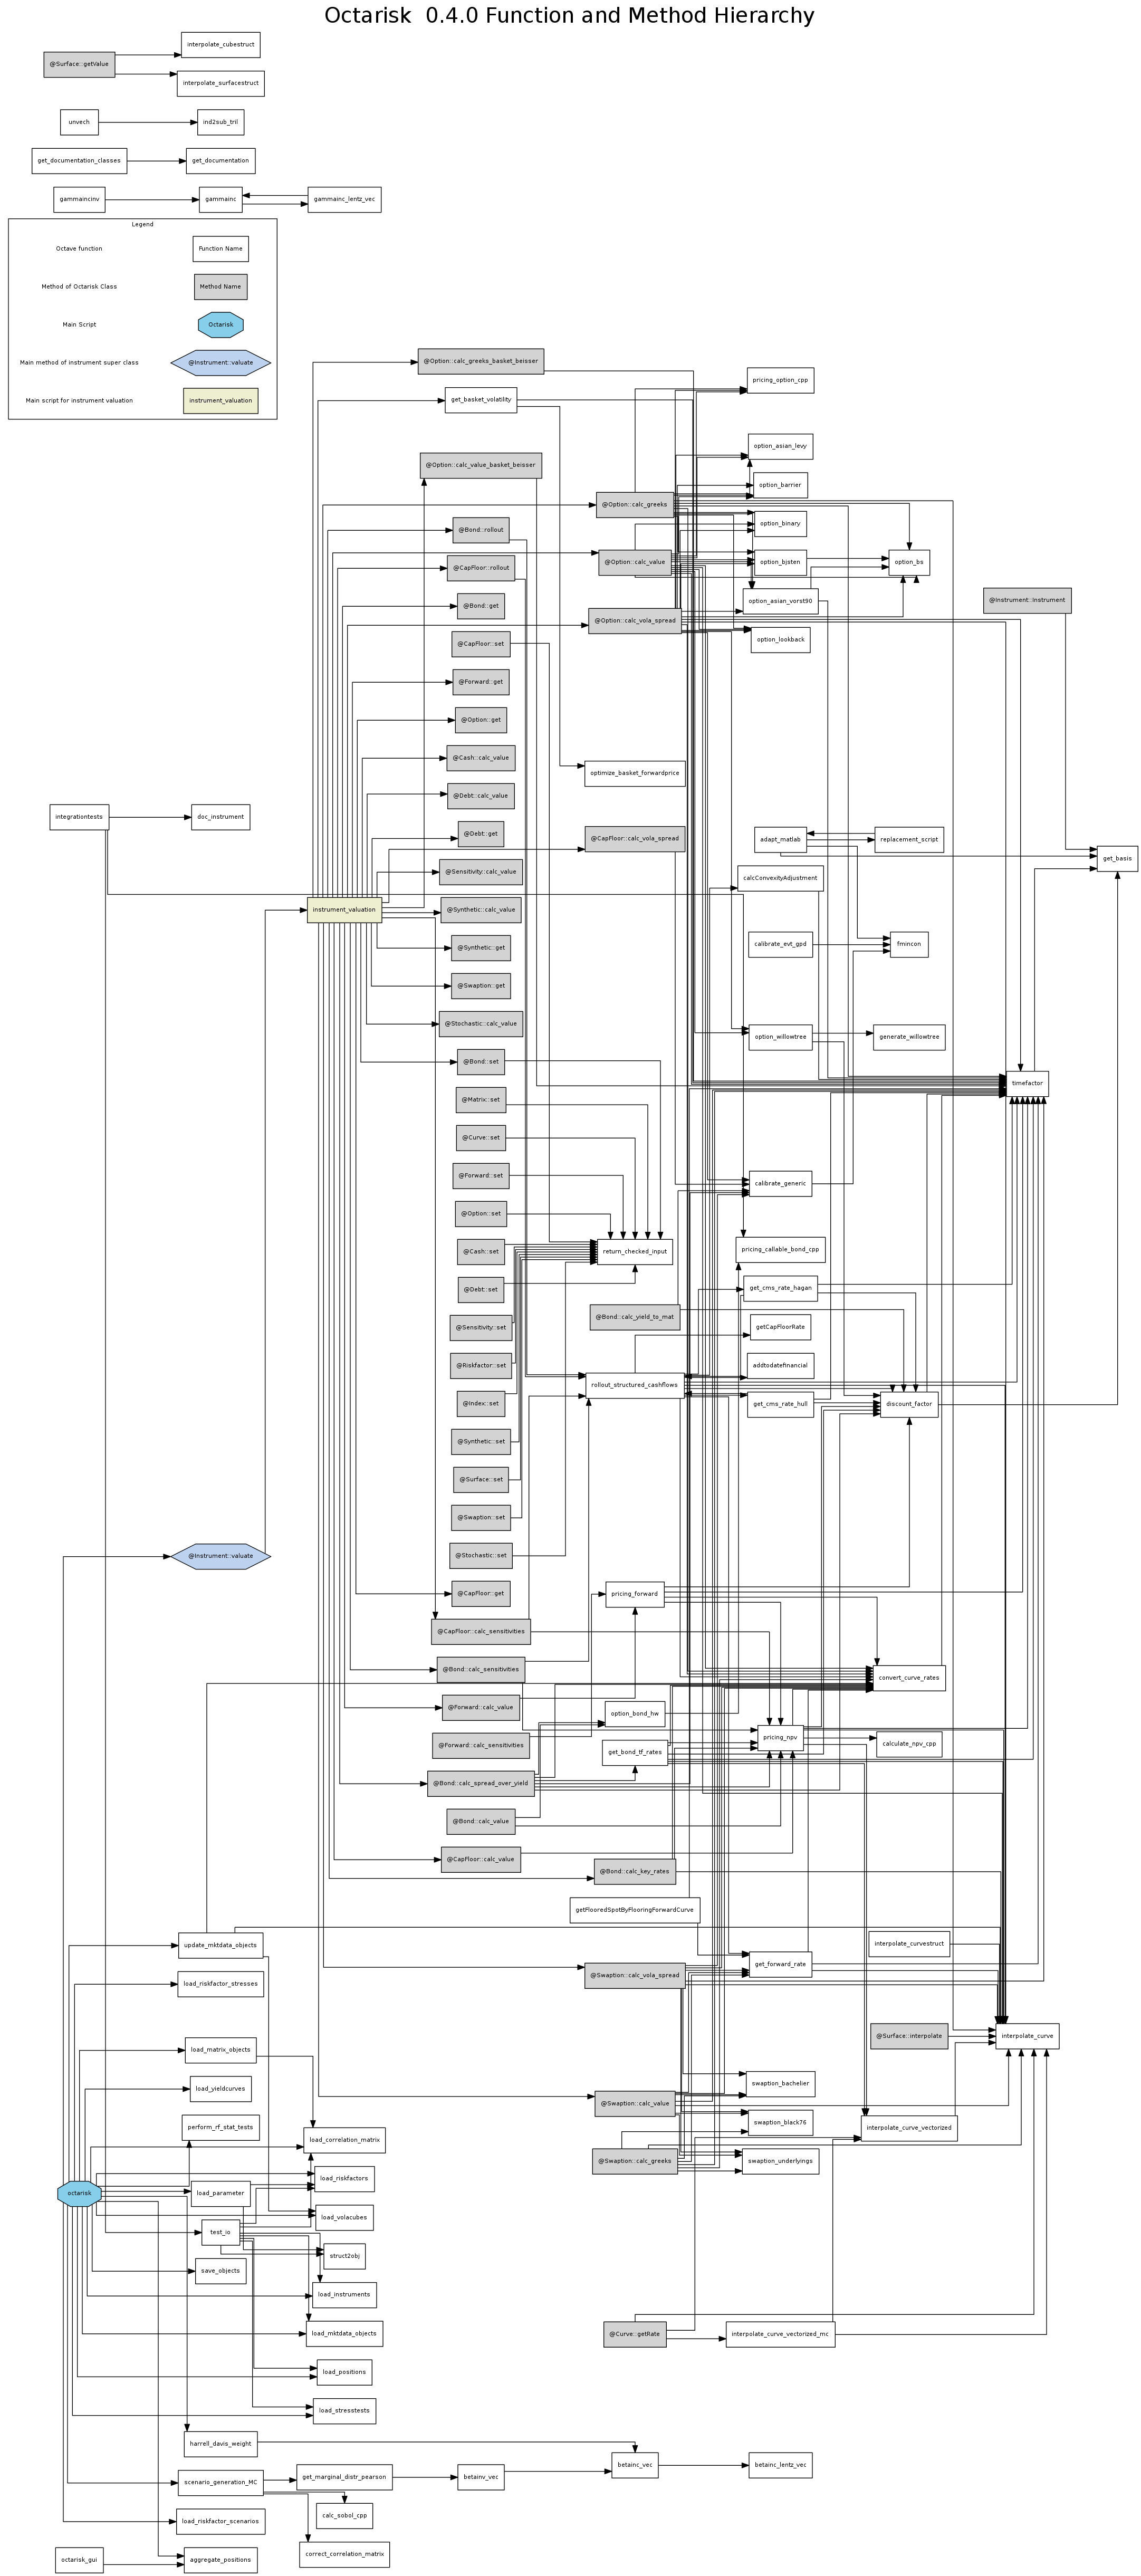 Octarisk 0.4.0 Function and Method Hierarchy
@Surface::getValue
interpolate_cubestruct
interpolate_surfacestruct
unvech
ind2sub_tril
get_documentation_classes
get_documentation
gammaincinv
gammainc
gammainc_lentz_vec
Legend
Octave function
Function Name
Method of Octarisk Class
Method Name
Main Script
Octarisk
Main method of instrument super class
@Instrument::valuate
Main script for instrument valuation
instrument_valuation
integrationtests
doc_instrument
instrument_valuation
@Instrument::valuate
update_mktdata_objects
load_riskfactor_stresses
load_matrix_objects
load_yieldcurves
perform_rf_stat_tests
load_correlation_matrix
load_riskfactors
octarisk
load_parameter
load_volacubes
test_io
struct2obj
save_objects
load_instruments
load_mktdata_objects
load_positions
load_stresstests
harrell_davis_weight
scenario_generation_MC
get_marginal_distr_pearson
betainv_vec
betainc_vec
betainc_lentz_vec
calc_sobol_cpp
load_riskfactor_scenarios
correct_correlation_matrix
octarisk_gui
aggregate_positions
@Option::calc_greeks_basket_beisser
get_basket_volatility
@Option::calc_value_basket_beisser
@Bond::rollout
@CapFloor::rollout
@Bond::get
@CapFloor::set
@Forward::get
@Option::get
@Cash::calc_value
@Debt::calc_value
@Debt::get
@Sensitivity::calc_value
@Synthetic::calc_value
@Synthetic::get
@Swaption::get
@Stochastic::calc_value
@Bond::set
@Matrix::set
@Curve::set
@Forward::set
@Option::set
@Cash::set
@Debt::set
@Sensitivity::set
@Riskfactor::set
@Index::set
@Synthetic::set
@Surface::set
@Swaption::set
@Stochastic::set
@CapFloor::get
@CapFloor::calc_sensitivities
@Bond::calc_sensitivities
@Forward::calc_value
@Forward::calc_sensitivities
@Bond::calc_spread_over_yield
@Bond::calc_value
@CapFloor::calc_value
@Option::calc_greeks
@Option::calc_value
@Option::calc_vola_spread
optimize_basket_forwardprice
@CapFloor::calc_vola_spread
return_checked_input
@Bond::calc_yield_to_mat
rollout_structured_cashflows
pricing_forward
option_bond_hw
get_bond_tf_rates
@Bond::calc_key_rates
getFlooredSpotByFlooringForwardCurve
@Swaption::calc_vola_spread
@Swaption::calc_value
@Swaption::calc_greeks
@Curve::getRate
pricing_option_cpp
option_asian_levy
option_barrier
option_binary
option_bjsten
option_asian_vorst90
option_lookback
adapt_matlab
calcConvexityAdjustment
calibrate_evt_gpd
option_willowtree
calibrate_generic
pricing_callable_bond_cpp
get_cms_rate_hagan
getCapFloorRate
addtodatefinancial
get_cms_rate_hull
pricing_npv
get_forward_rate
swaption_bachelier
swaption_black76
swaption_underlyings
interpolate_curve_vectorized_mc
option_bs
replacement_script
fmincon
generate_willowtree
discount_factor
convert_curve_rates
calculate_npv_cpp
interpolate_curvestruct
@Surface::interpolate
interpolate_curve_vectorized
@Instrument::Instrument
get_basis
timefactor
interpolate_curve